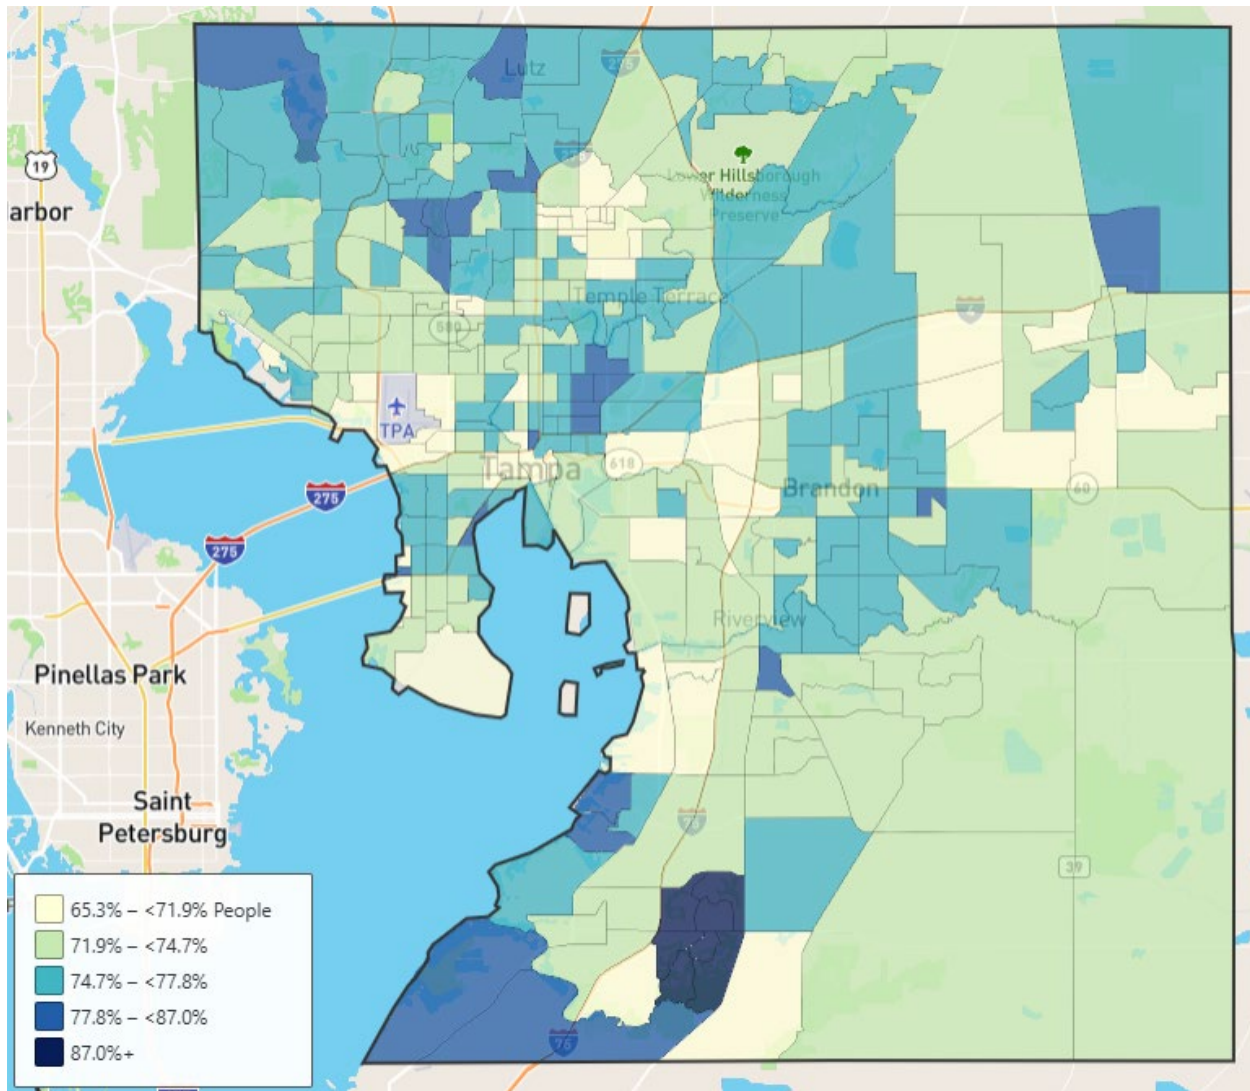 Lutz
275
275
19
arbor
Lower Hillsborough
Wilderness
Preserve
Temple Terrace
4
580
TPA
Tampa
618
60
Brandon
275
275
Riverview
Pinellas Park
Kenneth City
Saint
Petersburg
75
39
65.3% – <71.9% People
71.9% – <74.7%
74.7% – <77.8%
77.8% – <87.0%
87.0%+
75